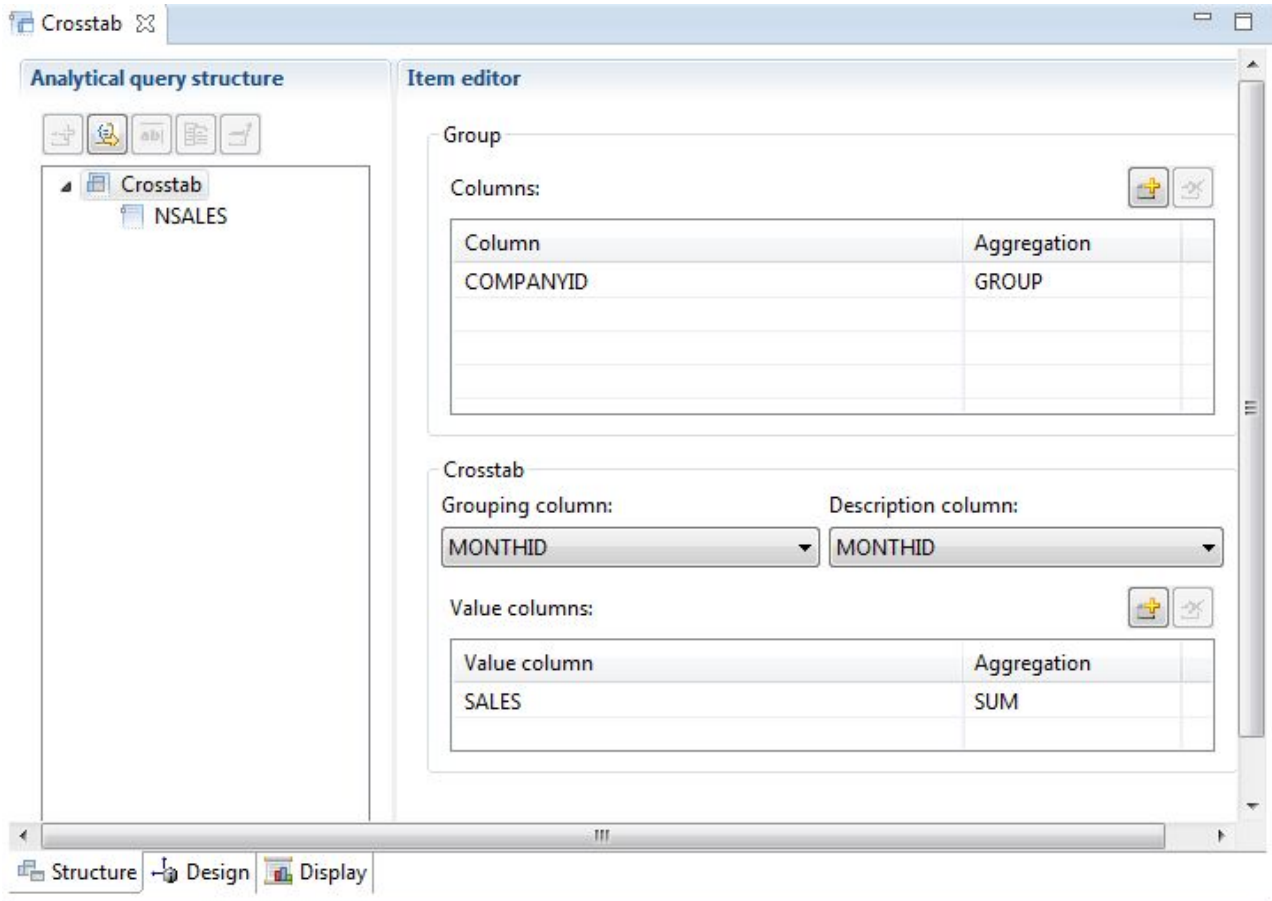 Crosstab
Analytical query structure
Item editor
ab|
Crosstab
NSALES
Group
Columns:
Column Aggregation
COMPANYID GROUP
Crosstab
Grouping column: Description column:
MONTHID MONTHID
Value columns:
Value column Aggregation
SALES SUM
Structure Design Display